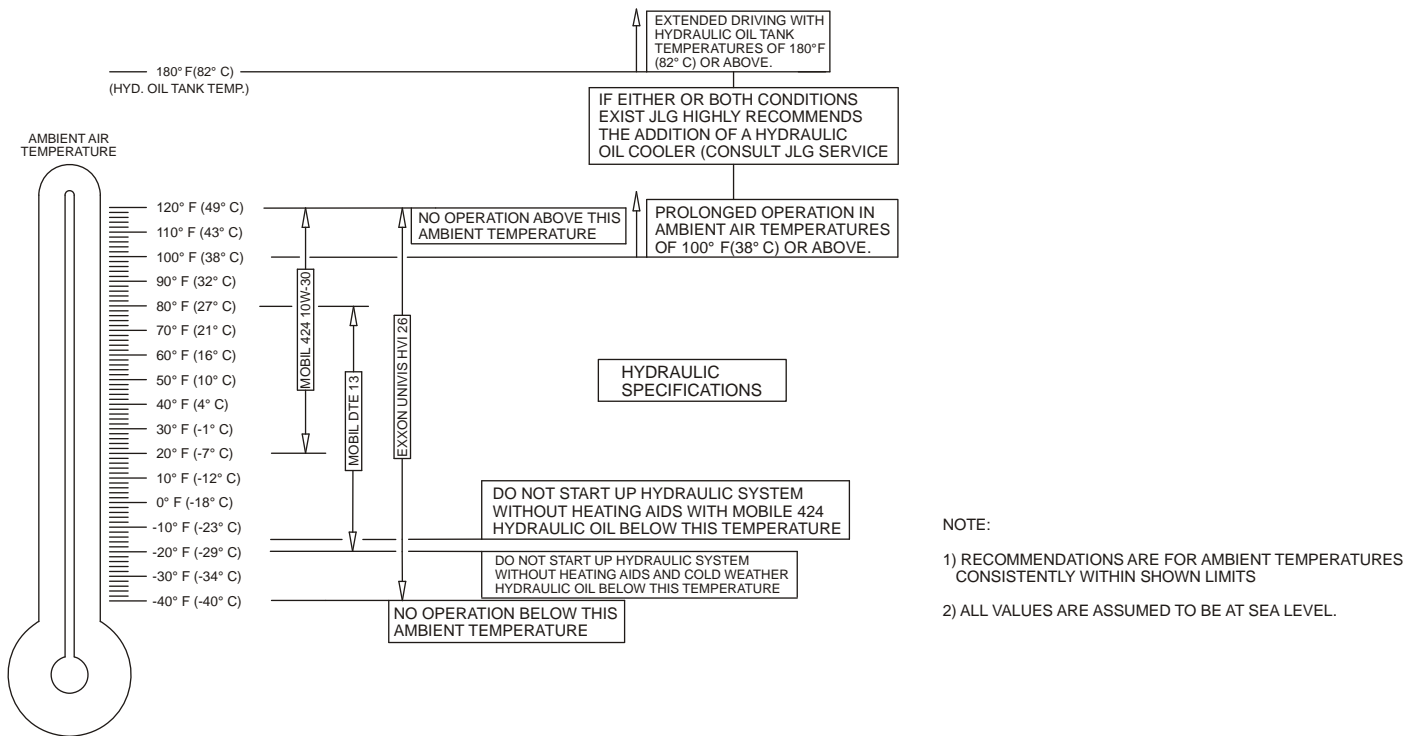 EXTENDED DRIVING WITH
HYDRAULIC OIL TANK
TEMPERATURES OF 180°F
(82° C) OR ABOVE.
180° F(82° C)
(HYD. OIL TANK TEMP.)
IF EITHER OR BOTH CONDITIONS
EXIST JLG HIGHLY RECOMMENDS
THE ADDITION OF A HYDRAULIC
OIL COOLER (CONSULT JLG SERVICE
AMBIENT AIR
TEMPERATURE
120° F (49° C)
110° F (43° C)
100° F (38° C)
90° F (32° C)
80° F (27° C)
70° F (21° C)
60° F (16° C)
50° F (10° C)
40° F (4° C)
30° F (-1° C)
20° F (-7° C)
10° F (-12° C)
0° F (-18° C)
-10° F (-23° C)
-20° F (-29° C)
-30° F (-34° C)
-40° F (-40° C)
MOBIL 424 10W-30
MOBIL DTE 13
EXXON UNIVIS HVI 26
NO OPERATION ABOVE THIS
AMBIENT TEMPERATURE
PROLONGED OPERATION IN
AMBIENT AIR TEMPERATURES
OF 100° F(38° C) OR ABOVE.
HYDRAULIC
SPECIFICATIONS
DO NOT START UP HYDRAULIC SYSTEM
WITHOUT HEATING AIDS WITH MOBILE 424
HYDRAULIC OIL BELOW THIS TEMPERATURE
DO NOT START UP HYDRAULIC SYSTEM
WITHOUT HEATING AIDS AND COLD WEATHER
HYDRAULIC OIL BELOW THIS TEMPERATURE
NO OPERATION BELOW THIS
AMBIENT TEMPERATURE
NOTE:
1) RECOMMENDATIONS ARE FOR AMBIENT TEMPERATURES
CONSISTENTLY WITHIN SHOWN LIMITS
2) ALL VALUES ARE ASSUMED TO BE AT SEA LEVEL.